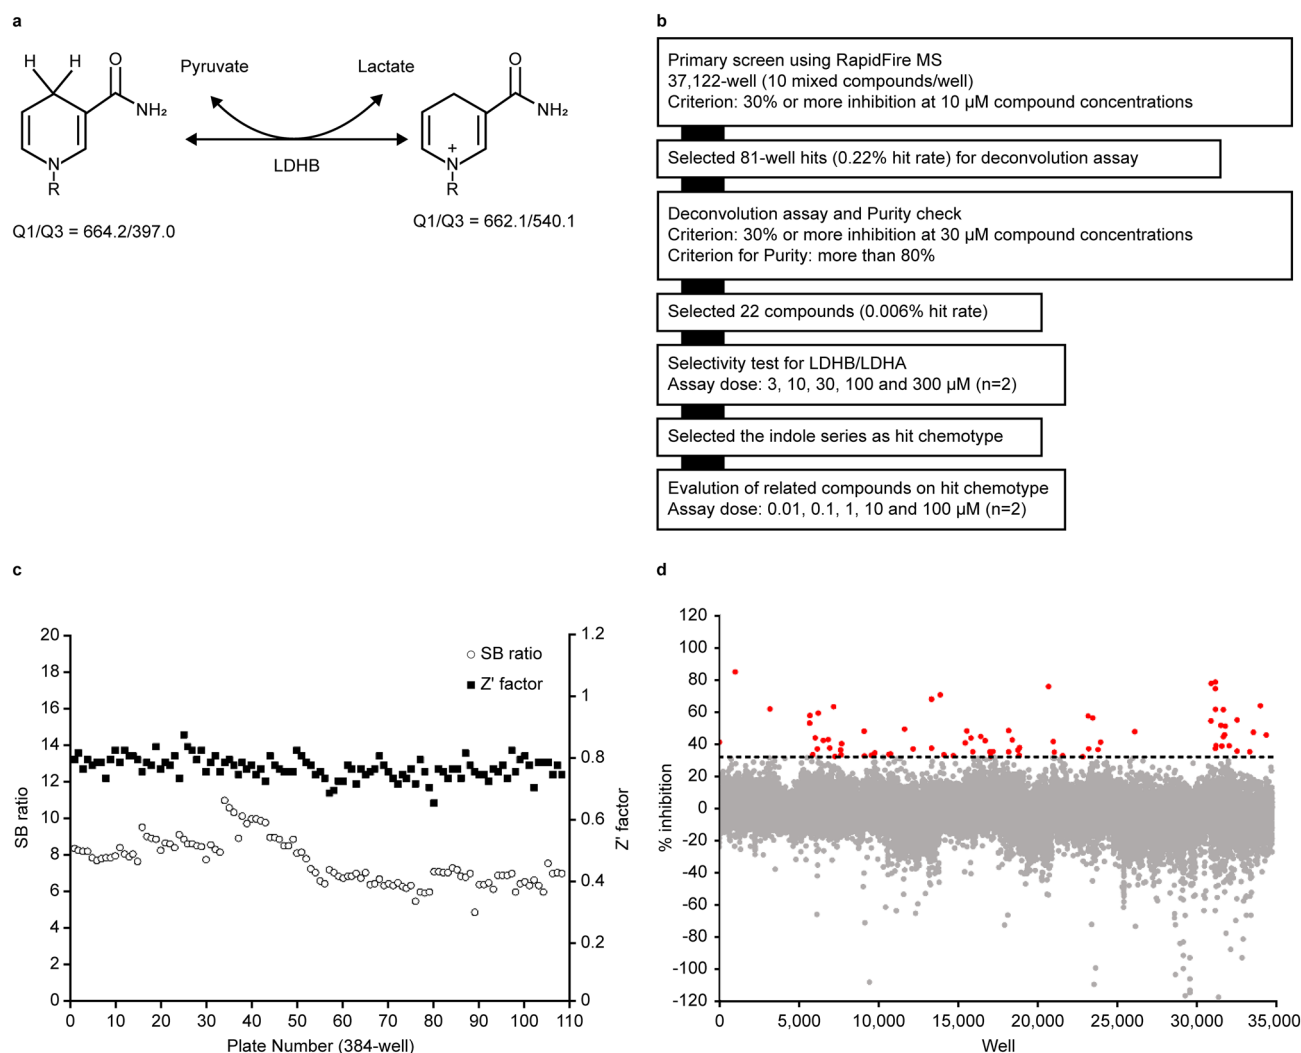 a
H H O
NH₂
N
R
Q1/Q3 = 664.2/397.0
Pyruvate Lactate
LDHB
O
NH₂
+
N
R
Q1/Q3 = 662.1/540.1
b
Primary screen using RapidFire MS
37,122-well (10 mixed compounds/well)
Criterion: 30% or more inhibition at 10 µM compound concentrations
Selected 81-well hits (0.22% hit rate) for deconvolution assay
Deconvolution assay and Purity check
Criterion: 30% or more inhibition at 30 µM compound concentrations
Criterion for Purity: more than 80%
Selected 22 compounds (0.006% hit rate)
Selectivity test for LDHB/LDHA
Assay dose: 3, 10, 30, 100 and 300 µM (n=2)
Selected the indole series as hit chemotype
Evalution of related compounds on hit chemotype
Assay dose: 0.01, 0.1, 1, 10 and 100 µM (n=2)
c
20
18
16
14
12
10
8
6
4
2
0
SB ratio
SB ratio
Z' factor
1.2
1
0.8
0.6
0.4
0.2
0
Z' factor
0 10 20 30 40 50 60 70 80 90 100 110
Plate Number (384-well)
d
120
100
80
60
40
20
0
-20
-40
-60
-80
-100
-120
% inhibition
0 5,000 10,000 15,000 20,000 25,000 30,000 35,000
Well